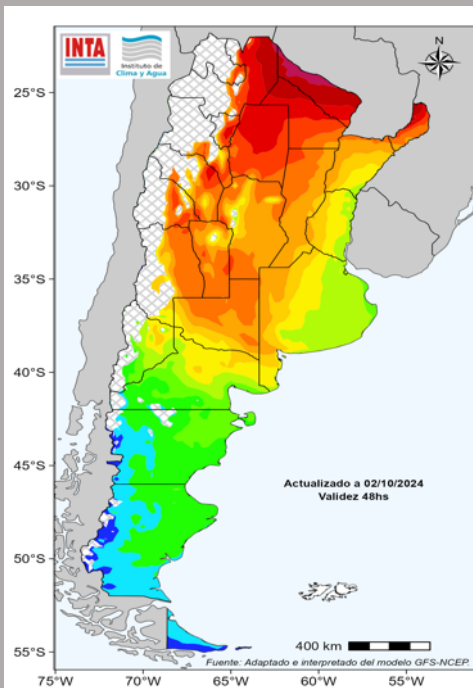 INTA
Instituto de
Clima y Agua
N
25°S
30°S
35°S
40°S
45°S
50°S
55°S
Actualizado a 02/10/2024
Validez 48hs
400 km
Fuente: Adaptado e interpretado del modelo GFS-NCEP.
75°W
70°W
65°W
60°W
55°W